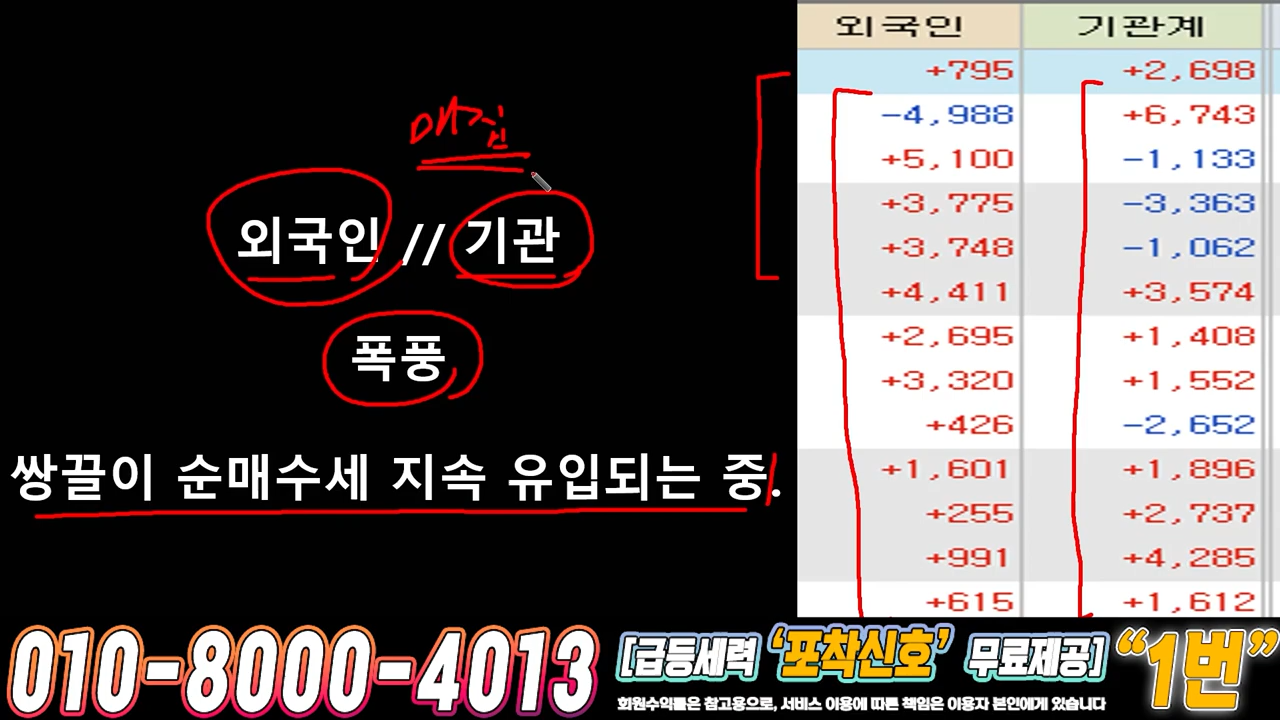 외국인 기관계
+795 +2,698
-4,988 +6,743
+5,100 -1,133
+3,775 -3,363
+3,748 -1,062
+4,411 +3,574
+2,695 +1,408
+3,320 +1,552
+426 -2,652
+1,601 +1,896
+255 +2,737
+991 +4,285
+615 +1,612
매집
외국인 // 기관
폭풍
쌍끌이 순매수세 지속 유입되는 중.
010-8000-4013
[급등세력 '포착신호' 무료제공] "1번"
회원수익률은 참고용으로, 서비스 이용에 따른 책임은 이용자 본인에게 있습니다